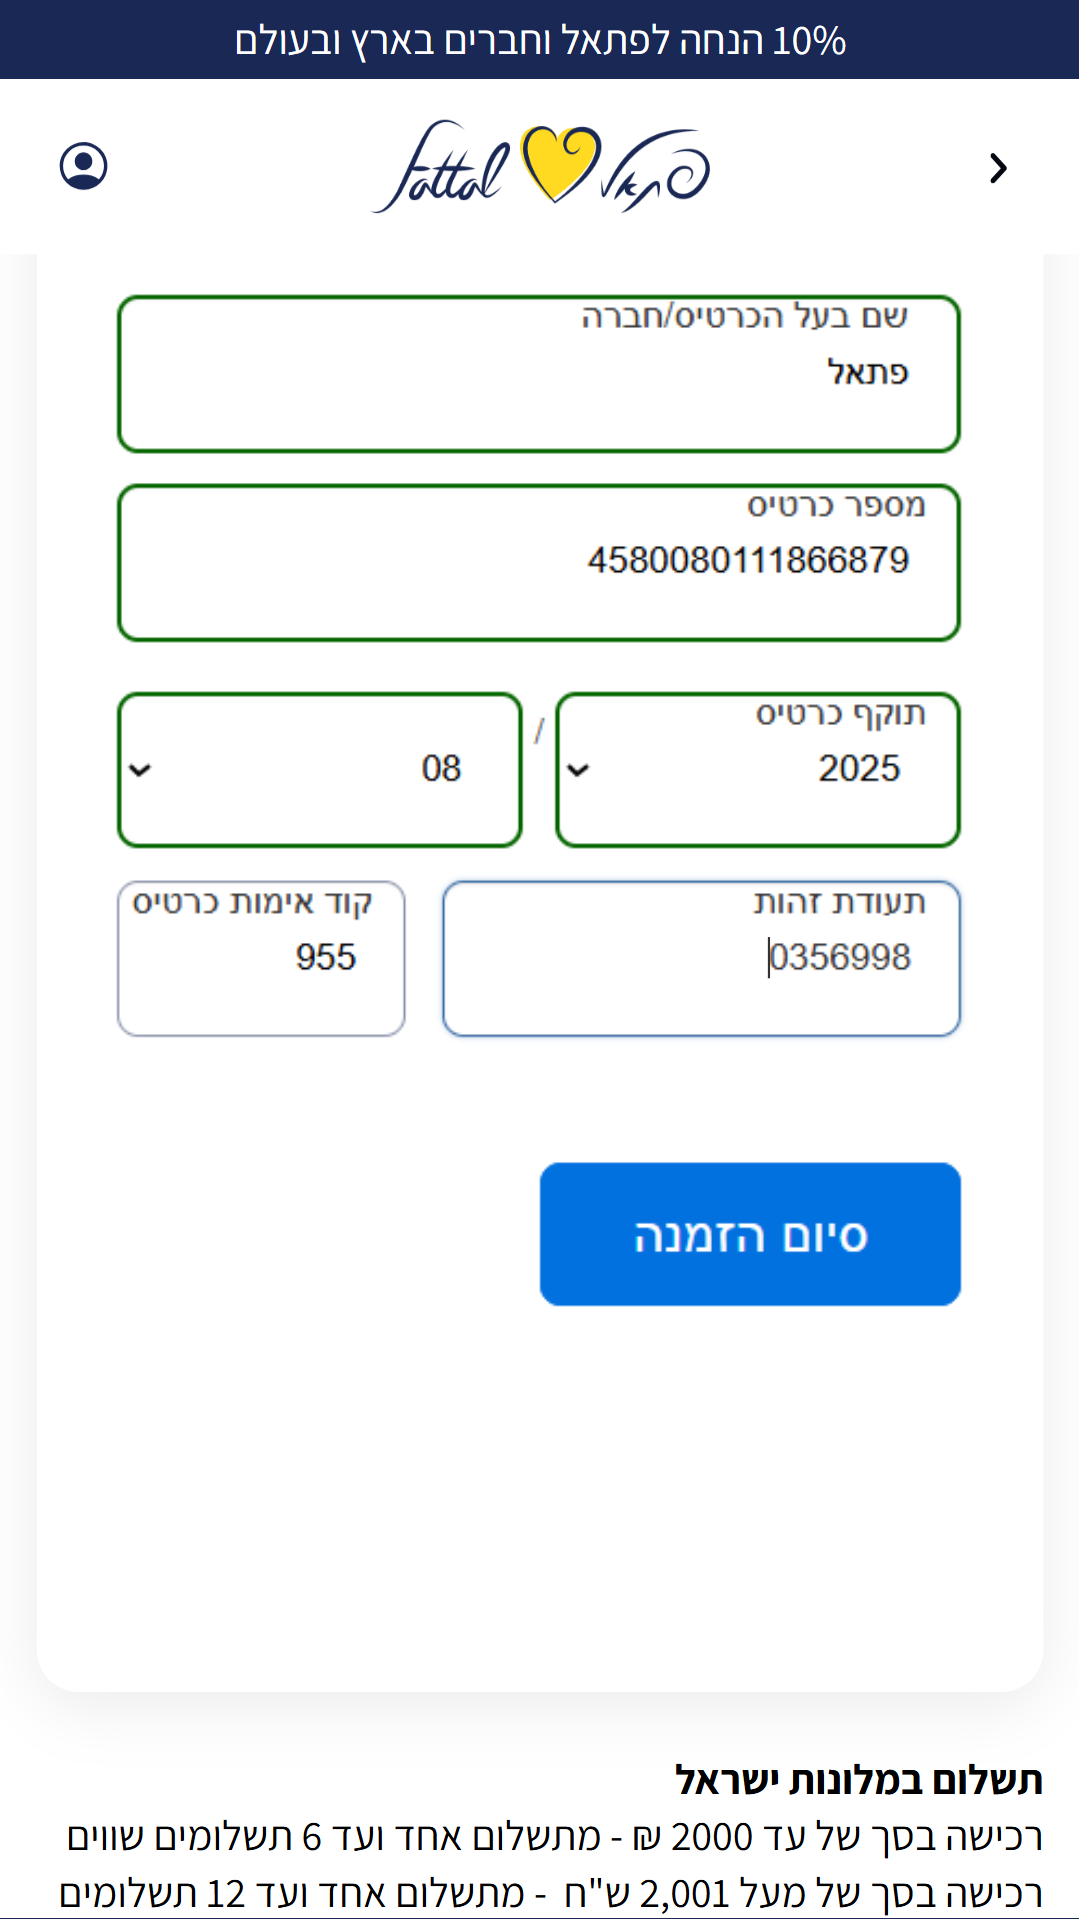 10% הנחה לפתאל וחברים בארץ ובעולם
fattal פתאל
שם בעל הכרטיס/חברה
פתאל
מספר כרטיס
4580080111866879
תוקף כרטיס
2025 / 08
תעודת זהות
0356998
קוד אימות כרטיס
955
סיום הזמנה
תשלום במלונות ישראל
רכישה בסך של עד 2000 ₪ - מתשלום אחד ועד 6 תשלומים שווים
רכישה בסך של מעל 2,001 ש"ח - מתשלום אחד ועד 12 תשלומים